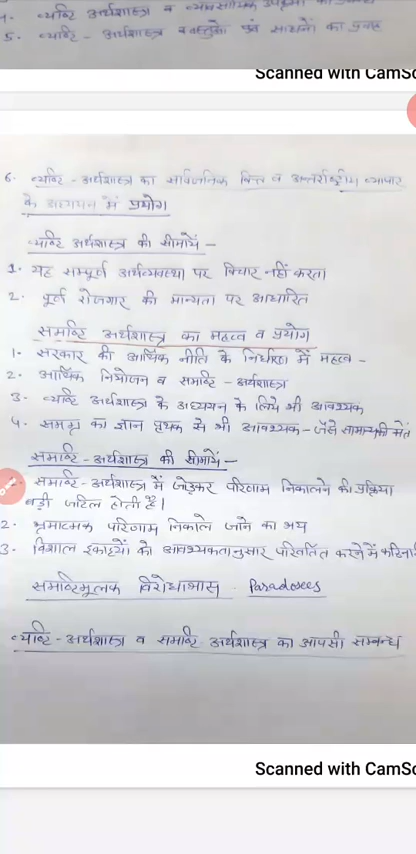 4. व्यष्टि अर्थशास्त्र व व्यवसायिक
5. व्यष्टि - अर्थशास्त्र व वस्तुओं एवं साधनों का
Scanned with CamSc
6. व्यष्टि - अर्थशास्त्र का सार्वजनिक वित्त व अन्तर्राष्ट्रीय व्यापार
के अध्ययन में प्रयोग
व्यष्टि अर्थशास्त्र की सीमायें -
1. यह सम्पूर्ण अर्थव्यवस्था पर विचार नहीं करता
2. पूर्ण रोजगार की मान्यता पर आधारित
समष्टि अर्थशास्त्र का महत्व व प्रयोग
1- सरकार की आर्थिक नीति के निर्धारण में महत्व -
2- आर्थिक नियोजन व समष्टि - अर्थशास्त्र
3- व्यष्टि अर्थशास्त्र के अध्ययन के लिये भी आवश्यक
4- समग्र का ज्ञान पृथक से भी आवश्यक - जैसे
समष्टि - अर्थशास्त्र की सीमायें -
समष्टि - अर्थशास्त्र में जोड़कर परिणाम निकालने की प्रक्रिया
बड़ी जटिल होती है।
2- भ्रमात्मक परिणाम निकाले जाने का भय
3- विशाल इकाइयों को आवश्यकतानुसार परिवर्तित करने में
समष्टिमूलक विरोधाभास - Paradoxes
व्यष्टि - अर्थशास्त्र व समष्टि अर्थशास्त्र का आपसी सम्बन्ध
Scanned with CamSc